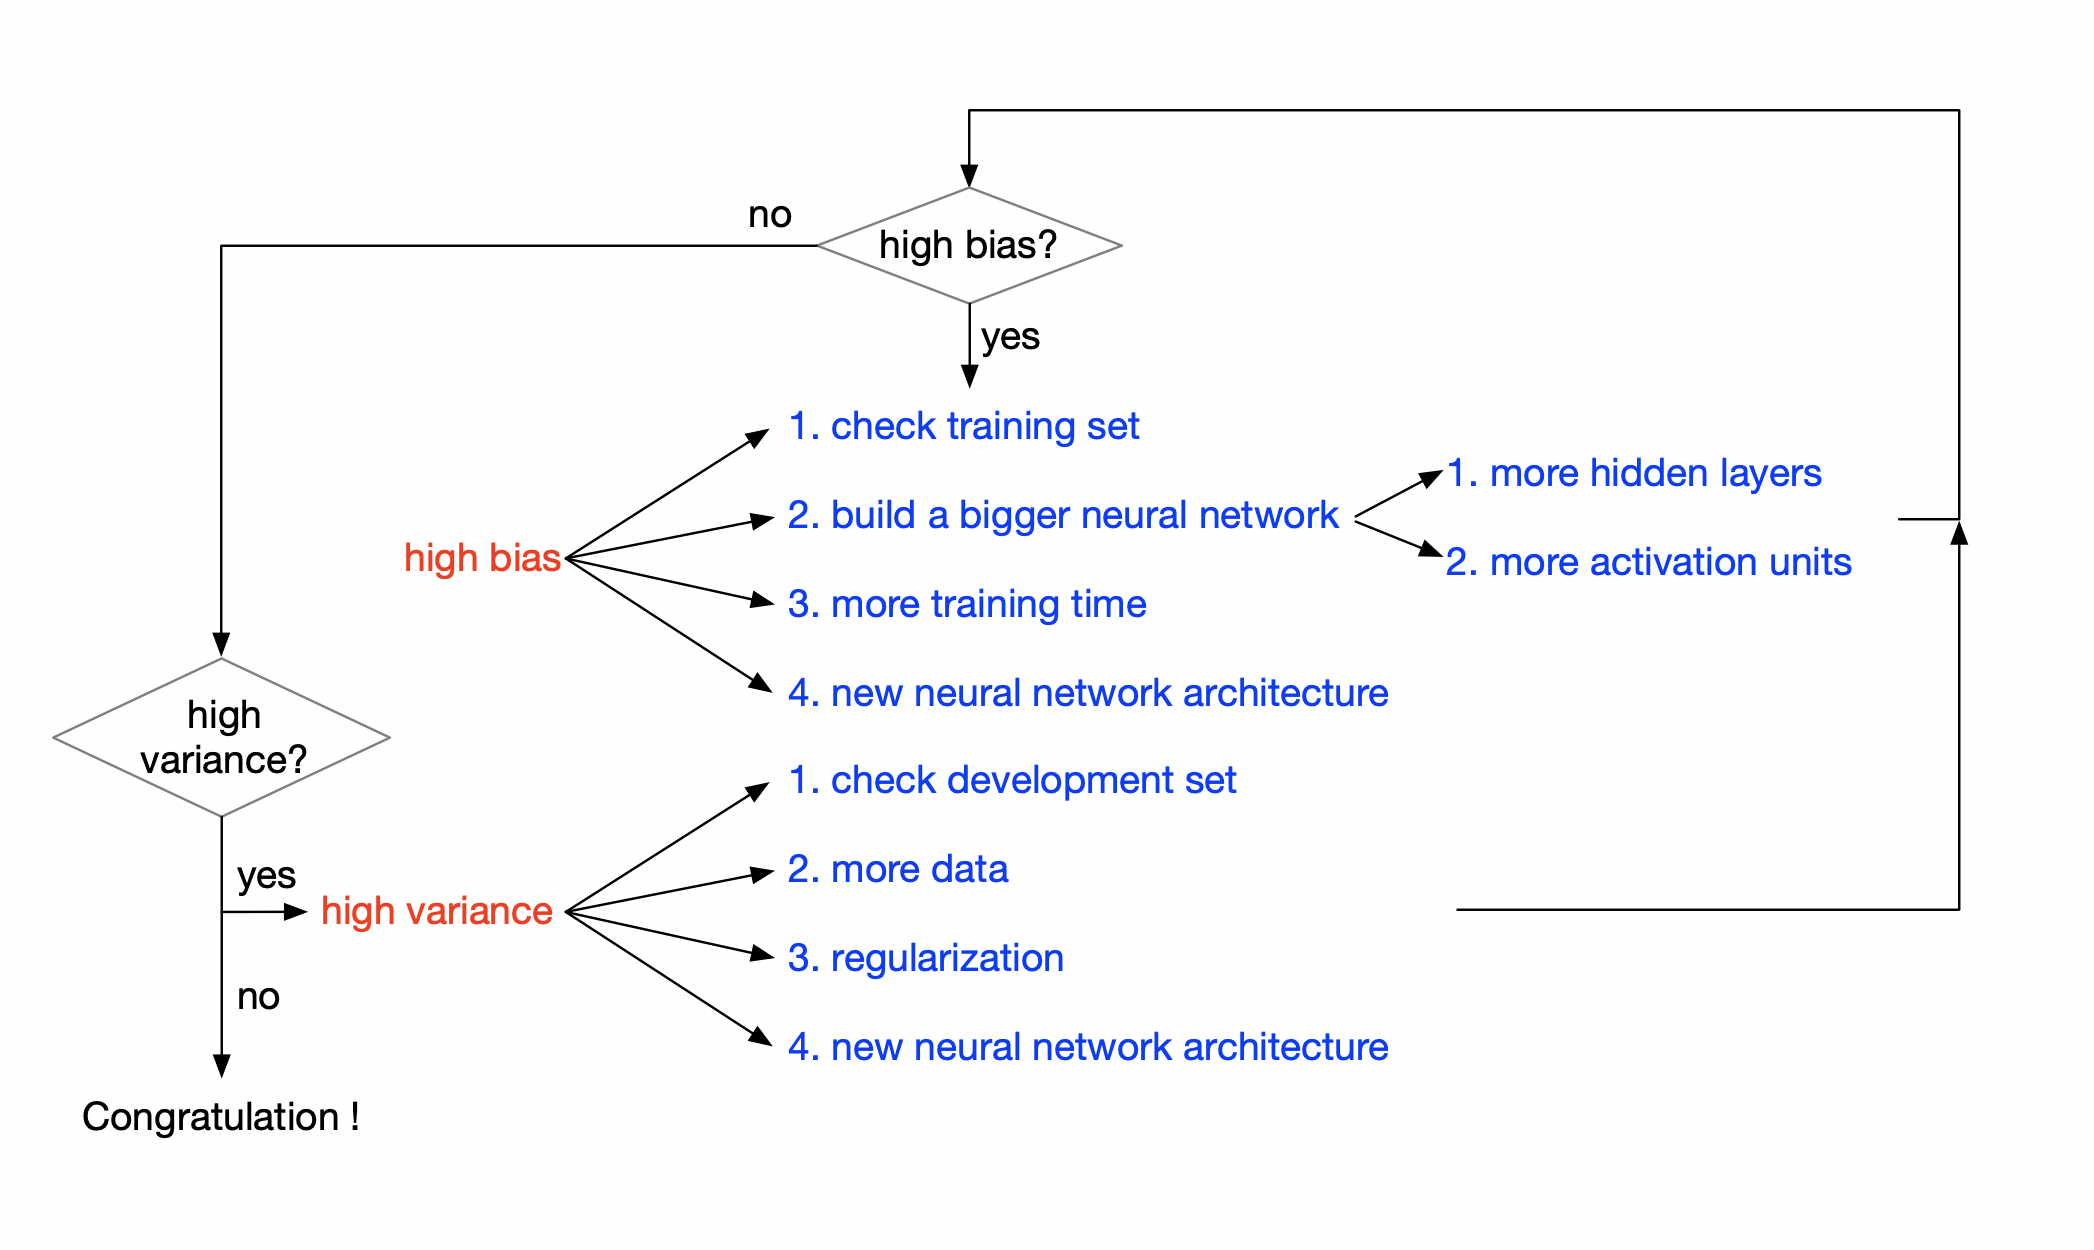 no
high bias?
yes
1. check training set
1. more hidden layers
2. build a bigger neural network
high bias
2. more activation units
3. more training time
4. new neural network architecture
high
variance?
1. check development set
yes
2. more data
high variance
3. regularization
no
4. new neural network architecture
Congratulation !